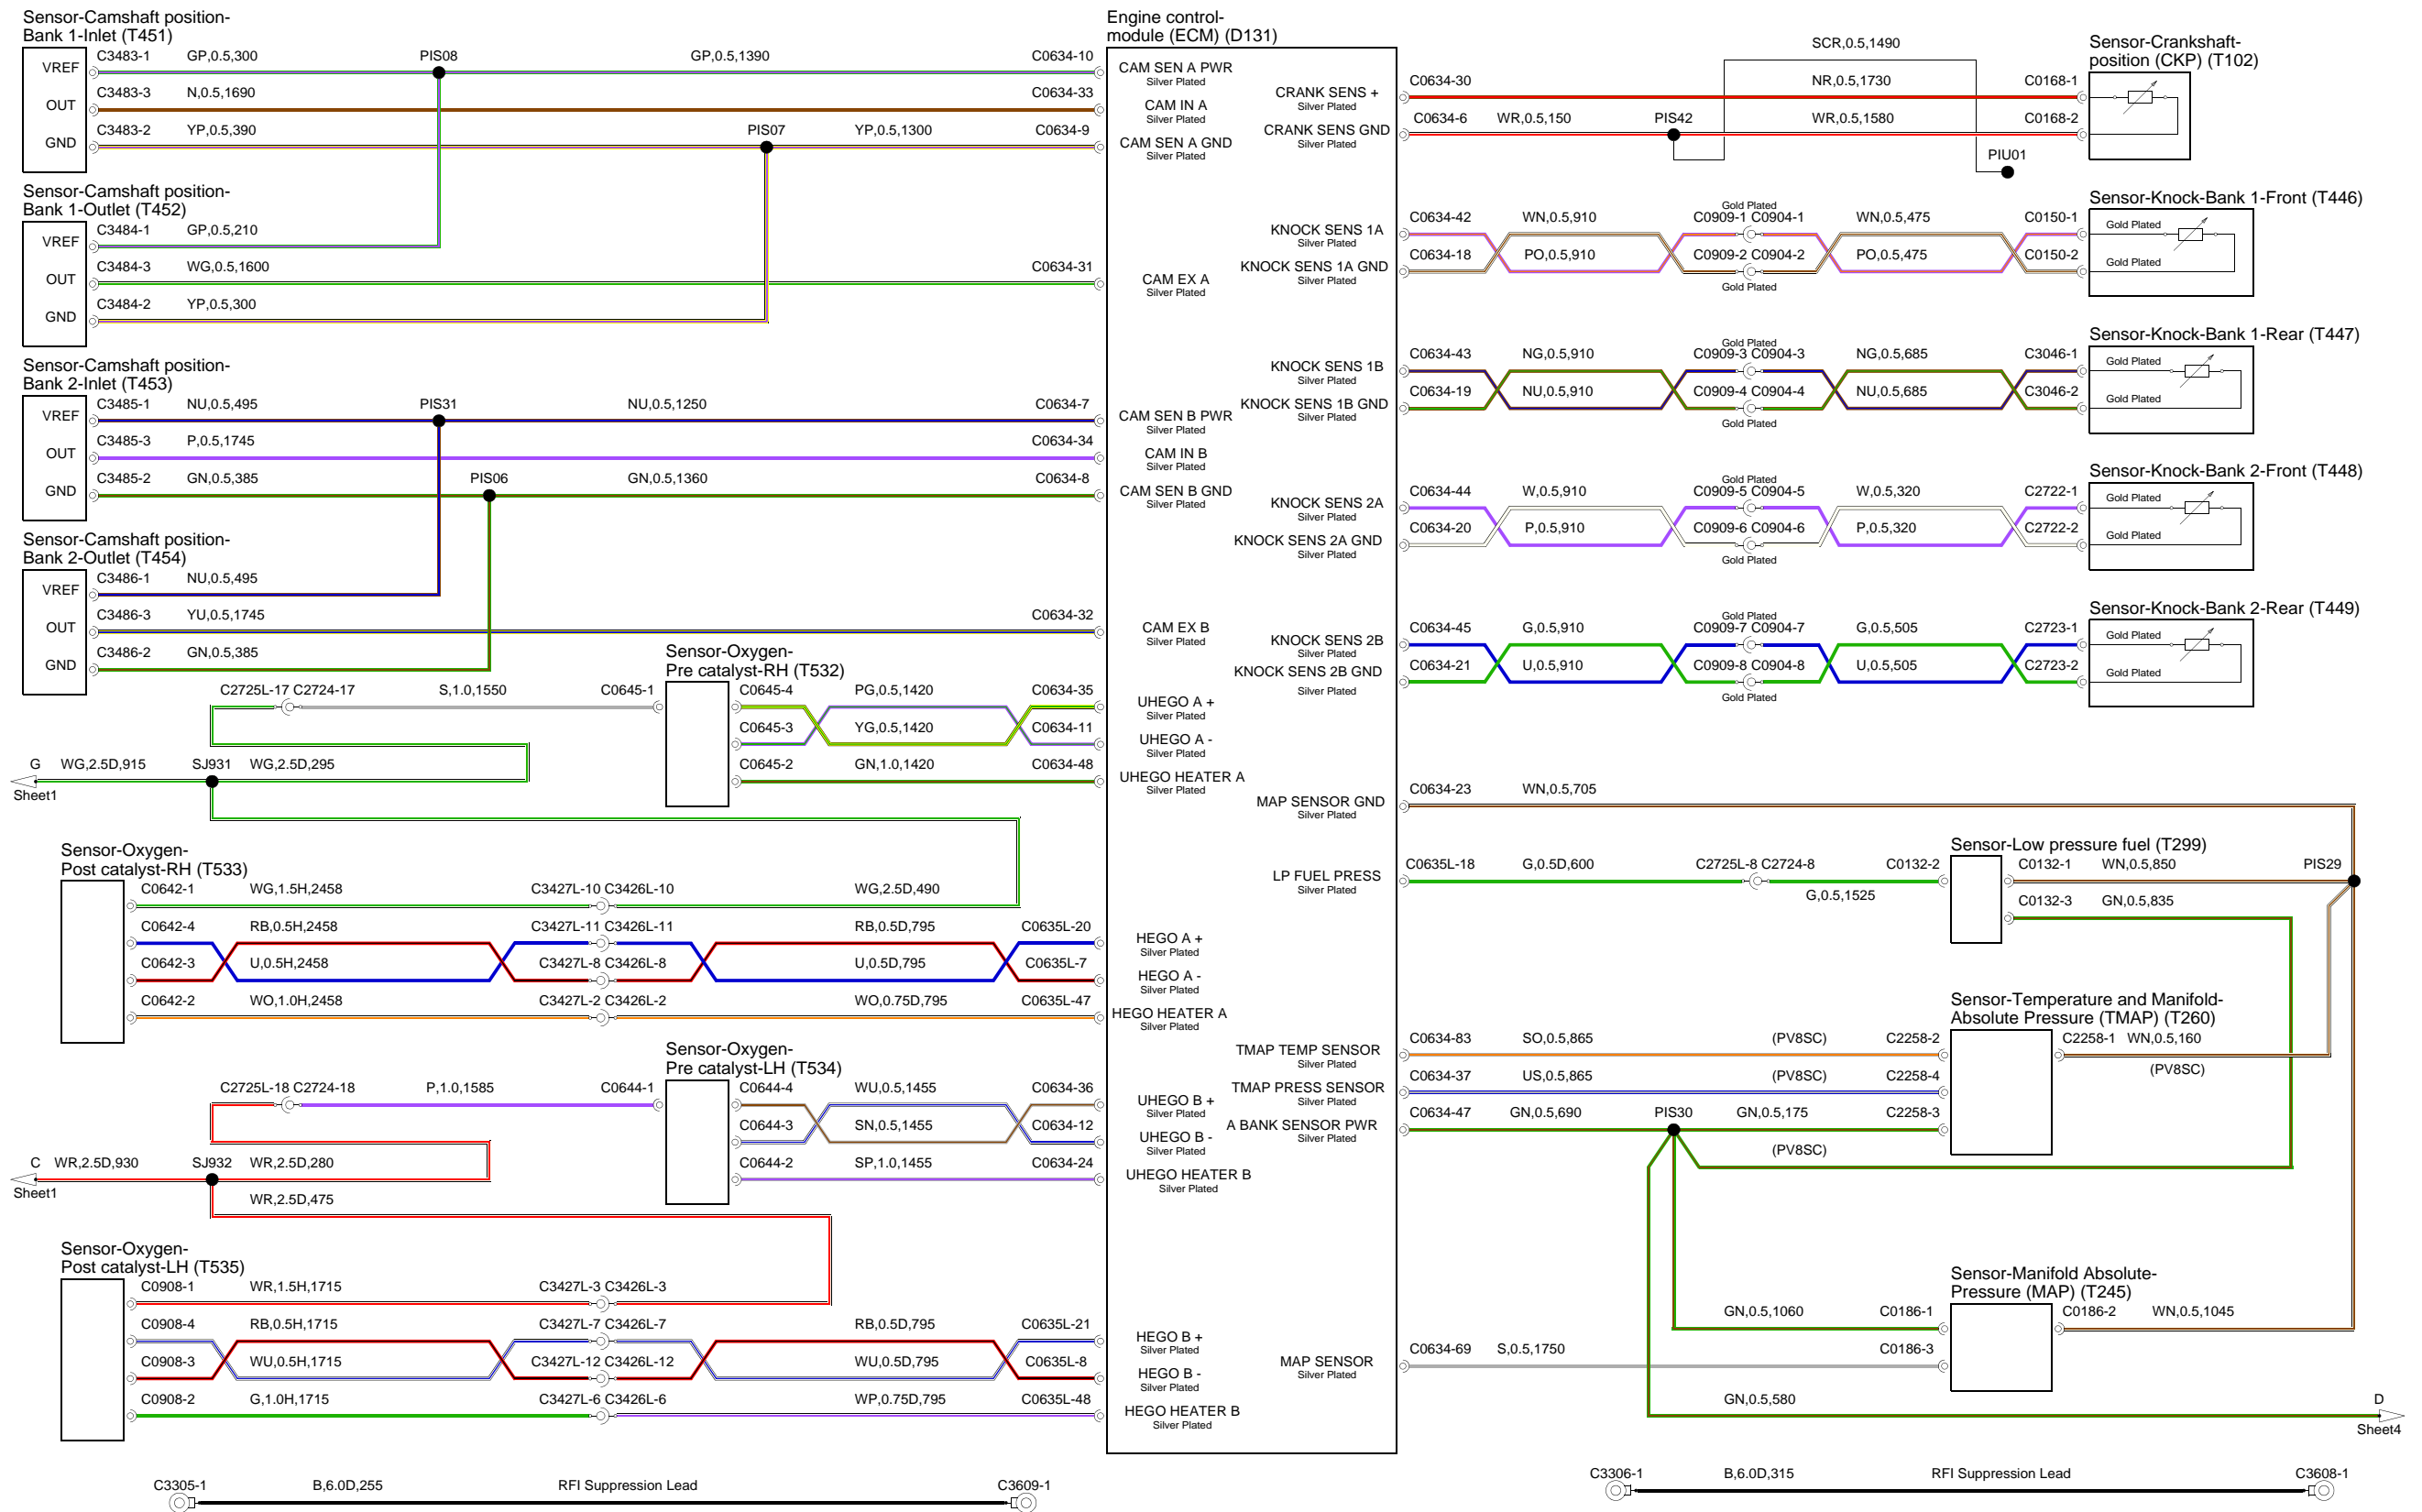 Sensor-Camshaft position-
Bank 1-Inlet (T451)
VREF
C3483-1
GP,0.5,300
PIS08
GP,0.5,1390
C0634-10
OUT
C3483-3
N,0.5,1690
C0634-33
GND
C3483-2
YP,0.5,390
PIS07
YP,0.5,1300
C0634-9
Sensor-Camshaft position-
Bank 1-Outlet (T452)
VREF
C3484-1
GP,0.5,210
OUT
C3484-3
WG,0.5,1600
C0634-31
GND
C3484-2
YP,0.5,300
Sensor-Camshaft position-
Bank 2-Inlet (T453)
VREF
C3485-1
NU,0.5,495
PIS31
NU,0.5,1250
C0634-7
OUT
C3485-3
P,0.5,1745
C0634-34
GND
C3485-2
GN,0.5,385
PIS06
GN,0.5,1360
C0634-8
Sensor-Camshaft position-
Bank 2-Outlet (T454)
VREF
C3486-1
NU,0.5,495
OUT
C3486-3
YU,0.5,1745
C0634-32
GND
C3486-2
GN,0.5,385
Sensor-Oxygen-
Pre catalyst-RH (T532)
C2725L-17 C2724-17
S,1.0,1550
C0645-1
C0645-4
PG,0.5,1420
C0634-35
C0645-3
YG,0.5,1420
C0634-11
C0645-2
GN,1.0,1420
C0634-48
G
WG,2.5D,915
SJ931
WG,2.5D,295
Sheet1
Sensor-Oxygen-
Post catalyst-RH (T533)
C0642-1
WG,1.5H,2458
C3427L-10 C3426L-10
WG,2.5D,490
C0642-4
RB,0.5H,2458
C3427L-11 C3426L-11
RB,0.5D,795
C0635L-20
C0642-3
U,0.5H,2458
C3427L-8 C3426L-8
U,0.5D,795
C0635L-7
C0642-2
WO,1.0H,2458
C3427L-2 C3426L-2
WO,0.75D,795
C0635L-47
Sensor-Oxygen-
Pre catalyst-LH (T534)
C2725L-18 C2724-18
P,1.0,1585
C0644-1
C0644-4
WU,0.5,1455
C0634-36
C0644-3
SN,0.5,1455
C0634-12
C0644-2
SP,1.0,1455
C0634-24
C
WR,2.5D,930
SJ932
WR,2.5D,280
Sheet1
WR,2.5D,475
Sensor-Oxygen-
Post catalyst-LH (T535)
C0908-1
WR,1.5H,1715
C3427L-3 C3426L-3
C0908-4
RB,0.5H,1715
C3427L-7 C3426L-7
RB,0.5D,795
C0635L-21
C0908-3
WU,0.5H,1715
C3427L-12 C3426L-12
WU,0.5D,795
C0635L-8
C0908-2
G,1.0H,1715
C3427L-6 C3426L-6
WP,0.75D,795
C0635L-48
C3305-1
B,6.0D,255
RFI Suppression Lead
C3609-1
Engine control-
module (ECM) (D131)
CAM SEN A PWR
Silver Plated
CAM IN A
Silver Plated
CAM SEN A GND
Silver Plated
CAM EX A
Silver Plated
CAM SEN B PWR
Silver Plated
CAM IN B
Silver Plated
CAM SEN B GND
Silver Plated
CAM EX B
Silver Plated
UHEGO A +
Silver Plated
UHEGO A -
Silver Plated
UHEGO HEATER A
Silver Plated
HEGO A +
Silver Plated
HEGO A -
Silver Plated
HEGO HEATER A
Silver Plated
UHEGO B +
Silver Plated
UHEGO B -
Silver Plated
UHEGO HEATER B
Silver Plated
HEGO B +
Silver Plated
HEGO B -
Silver Plated
HEGO HEATER B
Silver Plated
CRANK SENS +
Silver Plated
CRANK SENS GND
Silver Plated
KNOCK SENS 1A
Silver Plated
KNOCK SENS 1A GND
Silver Plated
KNOCK SENS 1B
Silver Plated
KNOCK SENS 1B GND
Silver Plated
KNOCK SENS 2A
Silver Plated
KNOCK SENS 2A GND
Silver Plated
KNOCK SENS 2B
Silver Plated
KNOCK SENS 2B GND
Silver Plated
MAP SENSOR GND
Silver Plated
LP FUEL PRESS
Silver Plated
TMAP TEMP SENSOR
Silver Plated
TMAP PRESS SENSOR
Silver Plated
A BANK SENSOR PWR
Silver Plated
MAP SENSOR
Silver Plated
SCR,0.5,1490
Sensor-Crankshaft-
position (CKP) (T102)
C0634-30
NR,0.5,1730
C0168-1
C0634-6
WR,0.5,150
PIS42
WR,0.5,1580
C0168-2
PIU01
Sensor-Knock-Bank 1-Front (T446)
Gold Plated
C0634-42
WN,0.5,910
C0909-1 C0904-1
WN,0.5,475
C0150-1
Gold Plated
C0634-18
PO,0.5,910
C0909-2 C0904-2
PO,0.5,475
C0150-2
Gold Plated
Gold Plated
Sensor-Knock-Bank 1-Rear (T447)
Gold Plated
C0634-43
NG,0.5,910
C0909-3 C0904-3
NG,0.5,685
C3046-1
Gold Plated
C0634-19
NU,0.5,910
C0909-4 C0904-4
NU,0.5,685
C3046-2
Gold Plated
Gold Plated
Sensor-Knock-Bank 2-Front (T448)
Gold Plated
C0634-44
W,0.5,910
C0909-5 C0904-5
W,0.5,320
C2722-1
Gold Plated
C0634-20
P,0.5,910
C0909-6 C0904-6
P,0.5,320
C2722-2
Gold Plated
Gold Plated
Sensor-Knock-Bank 2-Rear (T449)
Gold Plated
C0634-45
G,0.5,910
C0909-7 C0904-7
G,0.5,505
C2723-1
Gold Plated
C0634-21
U,0.5,910
C0909-8 C0904-8
U,0.5,505
C2723-2
Gold Plated
Gold Plated
C0634-23
WN,0.5,705
Sensor-Low pressure fuel (T299)
C0635L-18
G,0.5D,600
C2725L-8 C2724-8
C0132-2
C0132-1
WN,0.5,850
PIS29
G,0.5,1525
C0132-3
GN,0.5,835
Sensor-Temperature and Manifold-
Absolute Pressure (TMAP) (T260)
C0634-83
SO,0.5,865
(PV8SC)
C2258-2
C2258-1
WN,0.5,160
(PV8SC)
C0634-37
US,0.5,865
(PV8SC)
C2258-4
C0634-47
GN,0.5,690
PIS30
GN,0.5,175
C2258-3
(PV8SC)
Sensor-Manifold Absolute-
Pressure (MAP) (T245)
GN,0.5,1060
C0186-1
C0186-2
WN,0.5,1045
C0634-69
S,0.5,1750
C0186-3
GN,0.5,580
D
Sheet4
C3306-1
B,6.0D,315
RFI Suppression Lead
C3608-1